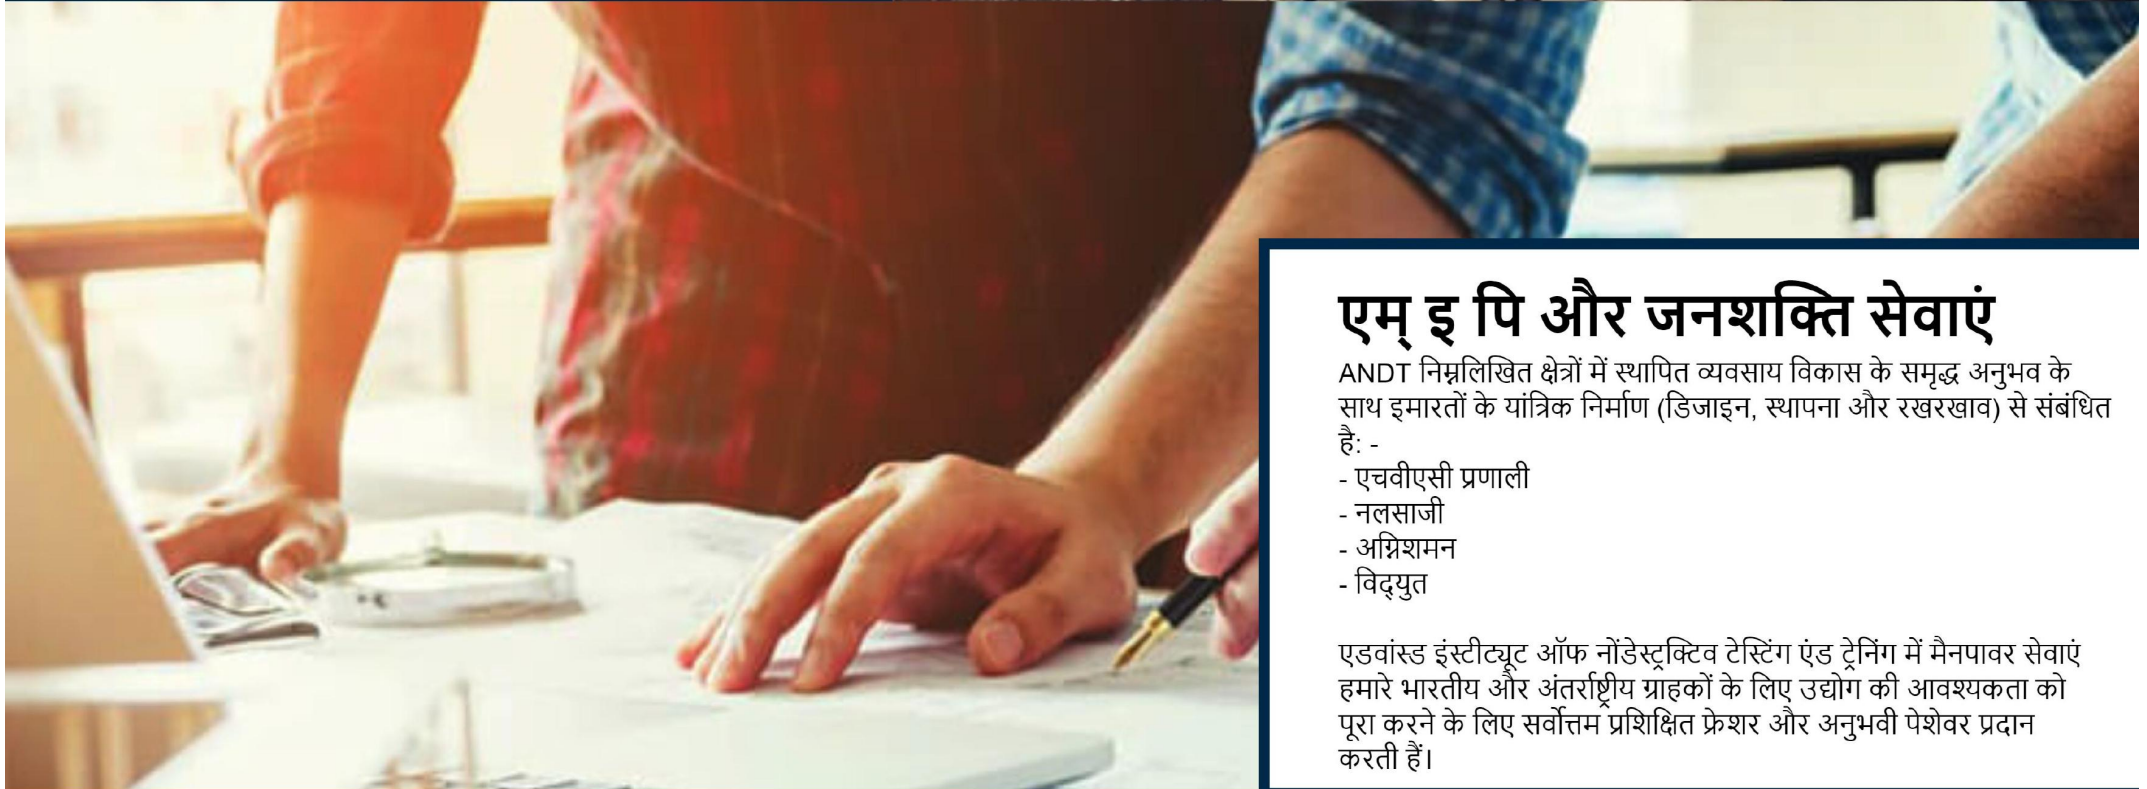 एम् इ पि और जनशक्ति सेवाएं
ANDT निम्नलिखित क्षेत्रों में स्थापित व्यवसाय विकास के समृद्ध अनुभव के
साथ इमारतों के यांत्रिक निर्माण (डिजाइन, स्थापना और रखरखाव) से संबंधित
है: -
- एचवीएसी प्रणाली
- नलसाजी
- अग्निशमन
- विद्युत
एडवांस्ड इंस्टीट्यूट ऑफ नोंडेस्ट्रक्टिव टेस्टिंग एंड ट्रेनिंग में मैनपावर सेवाएं
हमारे भारतीय और अंतर्राष्ट्रीय ग्राहकों के लिए उद्योग की आवश्यकता को
पूरा करने के लिए सर्वोत्तम प्रशिक्षित फ्रेशर और अनुभवी पेशेवर प्रदान
करती हैं।